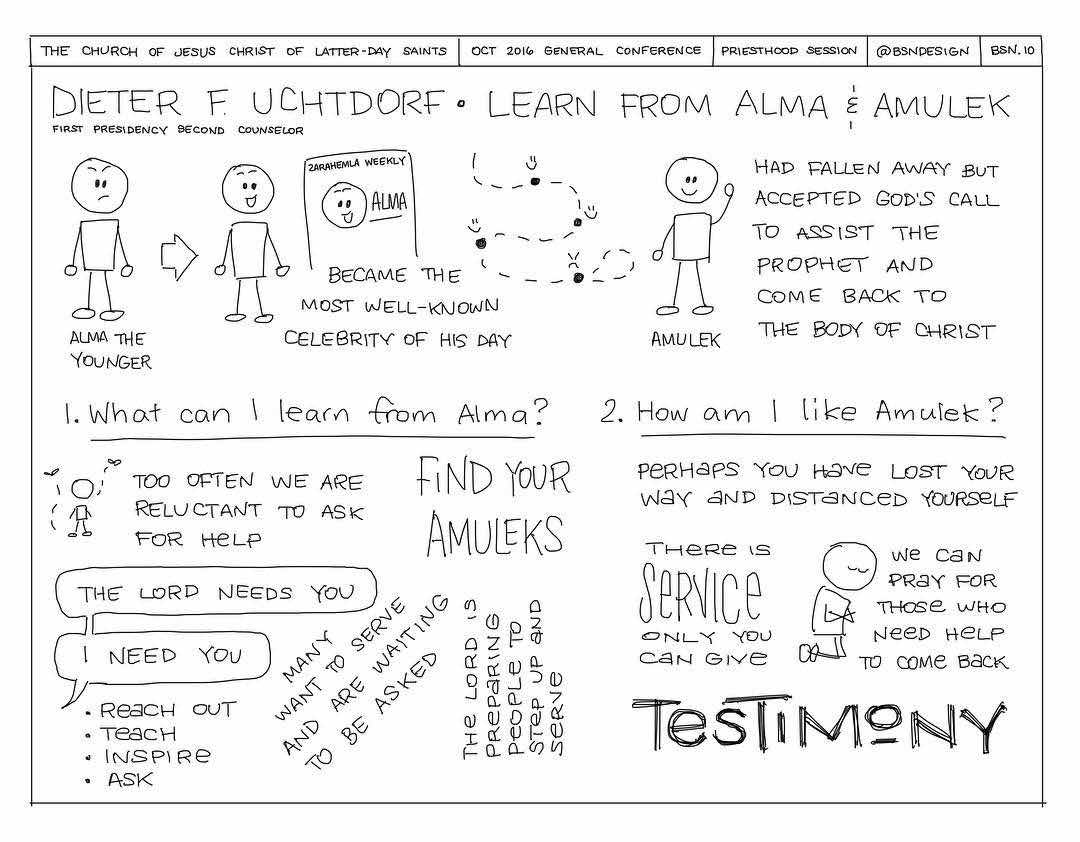 THE CHURCH OF JESUS CHRIST OF LATTER-DAY SAINTS
OCT 2016 GENERAL CONFERENCE
PRIESTHOOD SESSION
@BSNDESIGN
BSN.10
DIETER F. UCHTDORF • LEARN FROM ALMA & AMULEK
FIRST PRESIDENCY SECOND COUNSELOR
ALMA THE
YOUNGER
ZARAHEMLA WEEKLY
ALMA
BECAME THE
MOST WELL-KNOWN
CELEBRITY OF HIS DAY
AMULEK
HAD FALLEN AWAY BUT
ACCEPTED GOD'S CALL
TO ASSIST THE
PROPHET AND
COME BACK TO
THE BODY OF CHRIST
1. What can I learn from Alma?
TOO OFTEN WE ARE
RELUCTANT TO ASK
FOR HELP
FIND YOUR
AMULEKS
THE LORD NEEDS YOU
I NEED YOU
• REACH OUT
• TEACH
• INSPIRE
• ASK
MANY
WANT TO SERVE
AND ARE WAITING
TO BE ASKED
THE LORD IS
PREPARING
PEOPLE TO
STEP UP AND
SERVE
2. How am I like Amulek?
PERHAPS YOU HAVE LOST YOUR
WAY AND DISTANCED YOURSELF
THERE IS
SERVICE
ONLY YOU
CAN GIVE
WE CAN
PRAY FOR
THOSE WHO
NEED HELP
TO COME BACK
TESTIMONY